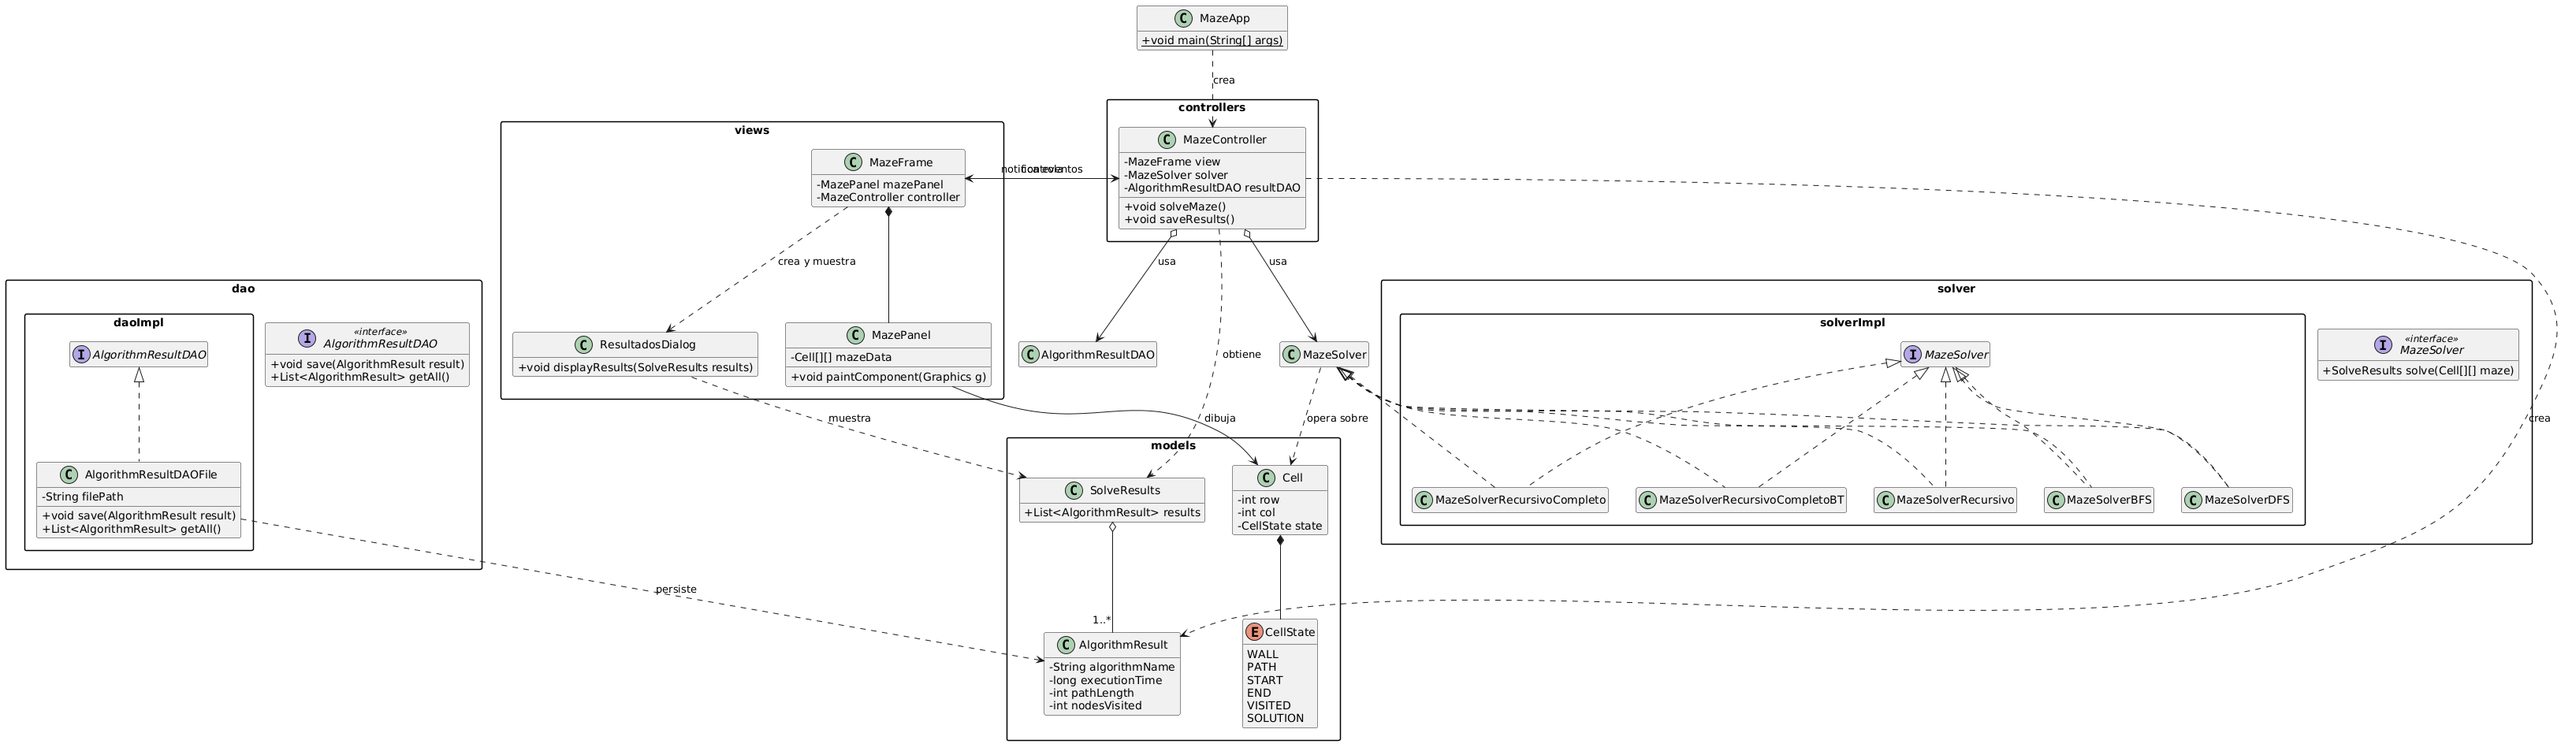 MazeApp
+void main(String[] args)
crea
controllers
MazeController
-MazeFrame view
-MazeSolver solver
-AlgorithmResultDAO resultDAO
+void solveMaze()
+void saveResults()
views
MazeFrame
-MazePanel mazePanel
-MazeController controller
notifica eventos
controla
crea y muestra
usa
usa
obtiene
crea
ResultadosDialog
+void displayResults(SolveResults results)
MazePanel
-Cell[][] mazeData
+void paintComponent(Graphics g)
AlgorithmResultDAO
MazeSolver
dao
daoImpl
AlgorithmResultDAO
«interface»
AlgorithmResultDAO
+void save(AlgorithmResult result)
+List<AlgorithmResult> getAll()
AlgorithmResultDAOFile
-String filePath
+void save(AlgorithmResult result)
+List<AlgorithmResult> getAll()
solver
solverImpl
MazeSolver
«interface»
MazeSolver
+SolveResults solve(Cell[][] maze)
MazeSolverRecursivoCompleto
MazeSolverRecursivoCompletoBT
MazeSolverRecursivo
MazeSolverBFS
MazeSolverDFS
muestra
dibuja
opera sobre
persiste
models
SolveResults
+List<AlgorithmResult> results
Cell
-int row
-int col
-CellState state
1..*
AlgorithmResult
-String algorithmName
-long executionTime
-int pathLength
-int nodesVisited
CellState
WALL
PATH
START
END
VISITED
SOLUTION